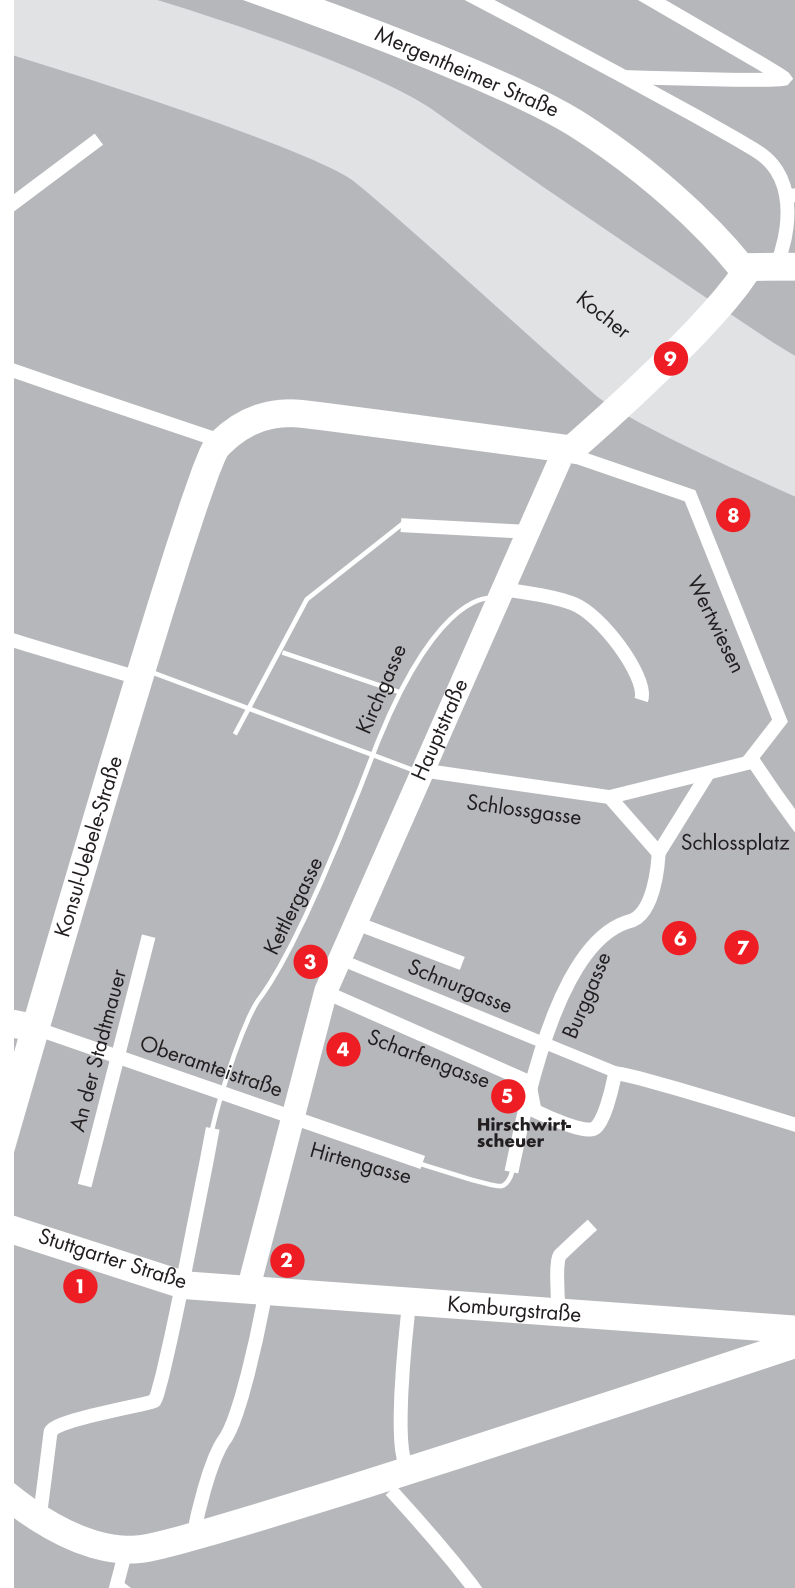 Mergentheimer Straße
Kocher
9
8
Wertwiesen
Kirchgasse
Hauptstraße
Schlossgasse
Schlossplatz
Konsul-Uebele-Straße
Kettlergasse
6
7
3
Schnurgasse
Burggasse
An der Stadtmauer
Oberamteistraße
4
Scharfengasse
5
Hirschwirt-
scheuer
Hirtengasse
Stuttgarter Straße
2
1
Komburgstraße